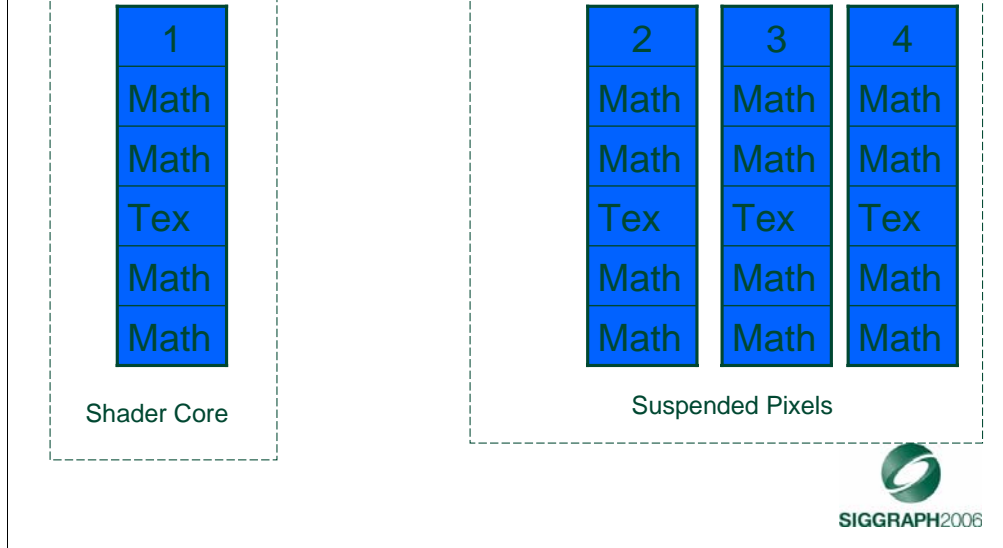 1
Math
Math
Tex
Math
Math
Shader Core
2 3 4
Math Math Math
Math Math Math
Tex Tex Tex
Math Math Math
Math Math Math
Suspended Pixels
SIGGRAPH2006